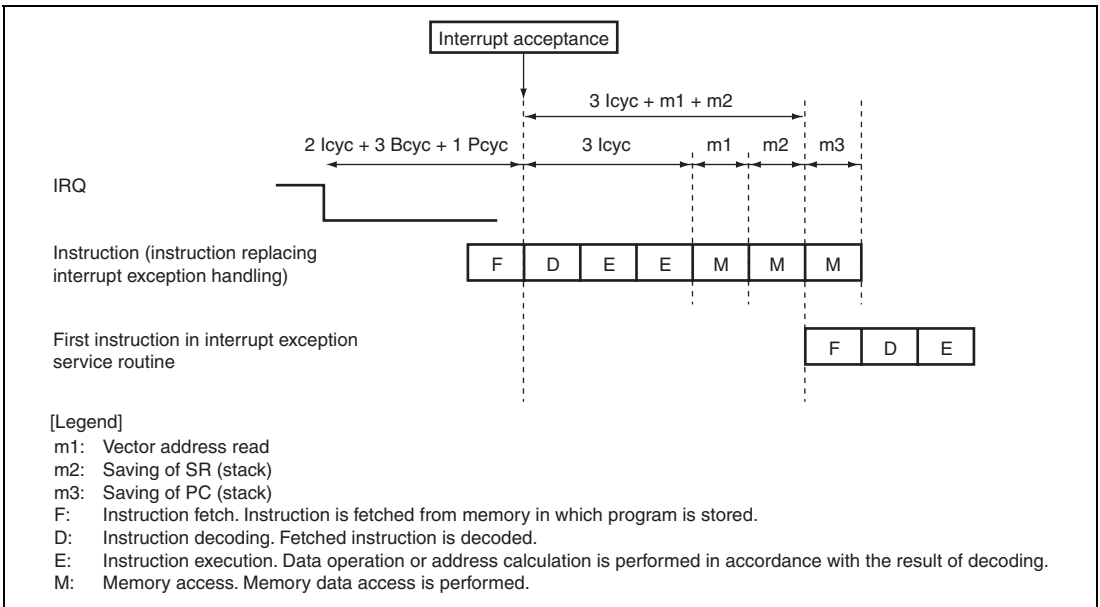 Interrupt acceptance
3 Icyc + m1 + m2
2 Icyc + 3 Bcyc + 1 Pcyc
3 Icyc
m1
m2
m3
IRQ
Instruction (instruction replacing
interrupt exception handling)
F D E E M M M
First instruction in interrupt exception
service routine
F D E
[Legend]
m1: Vector address read
m2: Saving of SR (stack)
m3: Saving of PC (stack)
F: Instruction fetch. Instruction is fetched from memory in which program is stored.
D: Instruction decoding. Fetched instruction is decoded.
E: Instruction execution. Data operation or address calculation is performed in accordance with the result of decoding.
M: Memory access. Memory data access is performed.